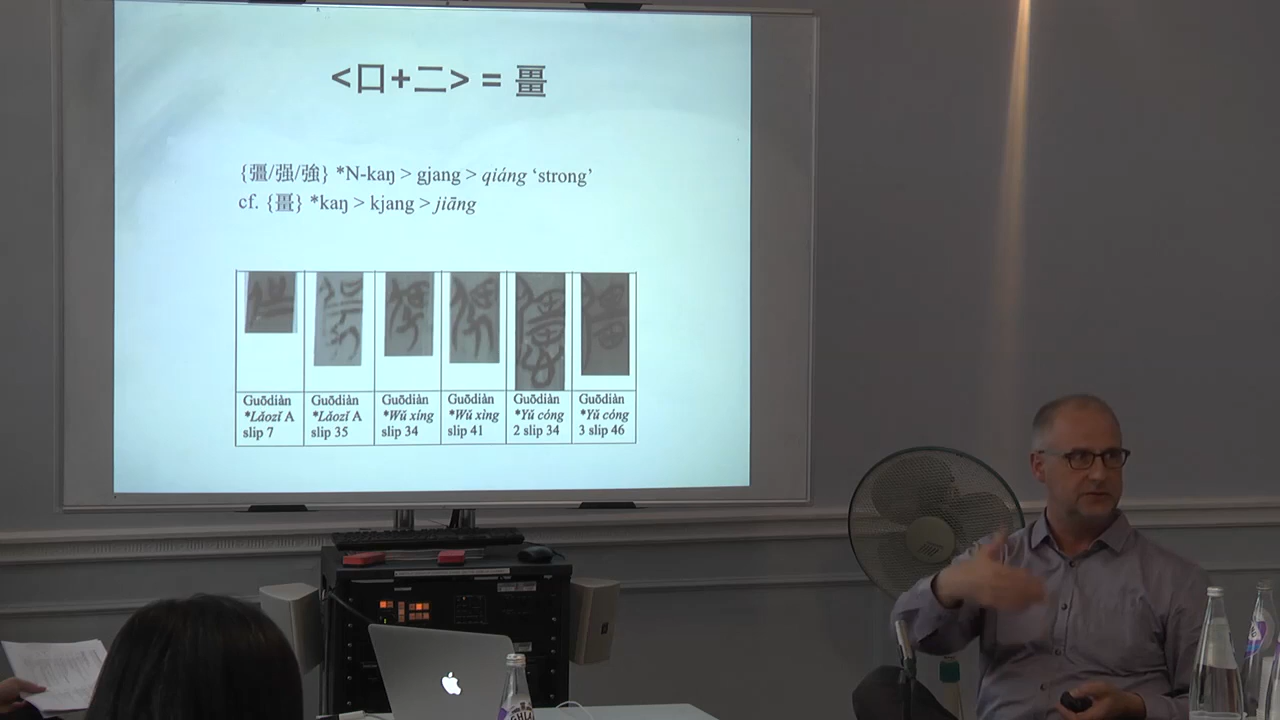 <口+二> = 畺
{彊/强/強} *N-kaŋ > gjang > qiáng ‘strong’
cf. {畺} *kaŋ > kjang > jiāng
Guōdiàn *Lǎozǐ A slip 7
Guōdiàn *Lǎozǐ A slip 35
Guōdiàn *Wǔ xíng slip 34
Guōdiàn *Wǔ xing slip 41
Guōdiàn *Yǔ cóng 2 slip 34
Guōdiàn *Yǔ cóng 3 slip 46